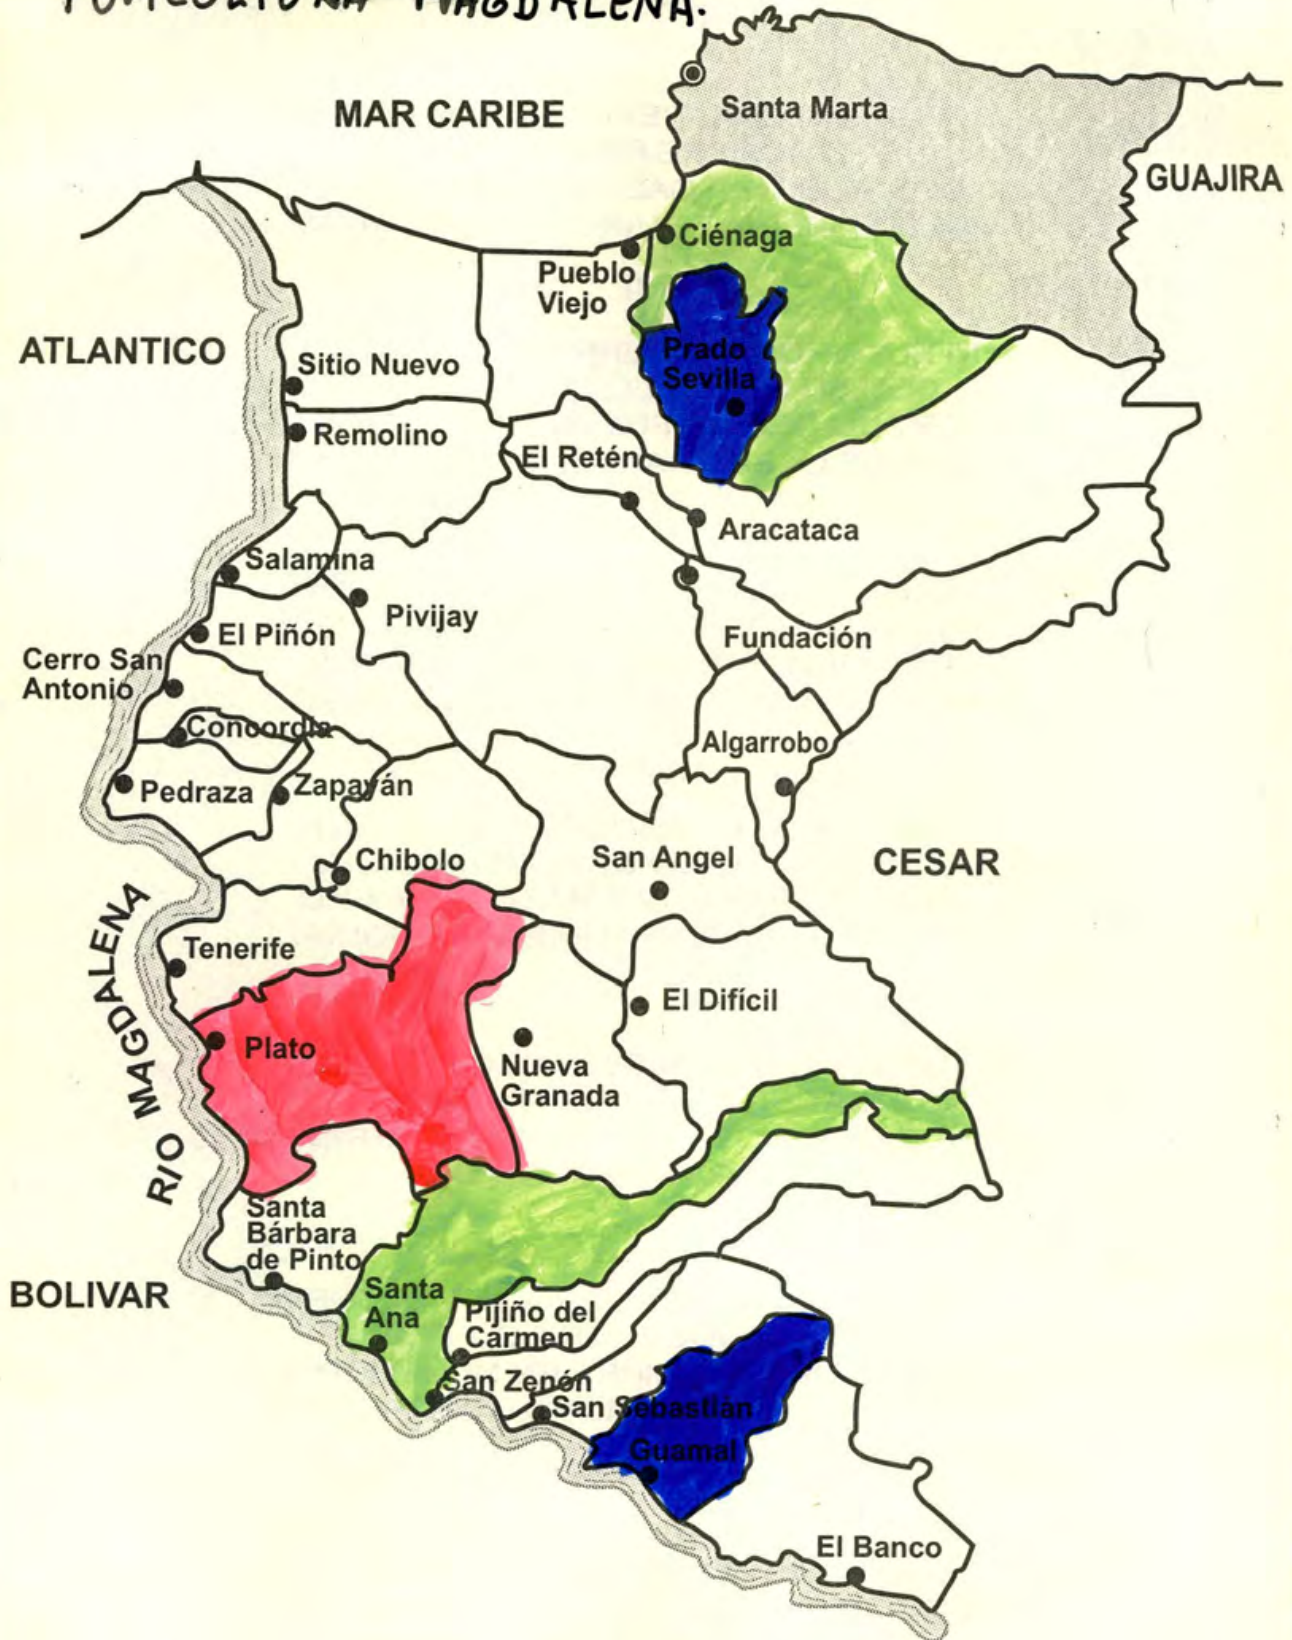 MAGDALENA.
MAR CARIBE
Santa Marta
GUAJIRA
Ciénaga
Pueblo
Viejo
Prado
Sevilla
ATLANTICO
Sitio Nuevo
Remolino
El Retén
Aracataca
Salamina
Pivijay
El Piñón
Fundación
Cerro San
Antonio
Concordia
Algarrobo
Pedraza
Zapayán
Chibolo
San Angel
CESAR
RIO MAGDALENA
Tenerife
El Difícil
Plato
Nueva
Granada
Santa
Bárbara
de Pinto
BOLIVAR
Santa
Ana
Pijiño del
Carmen
San Zenón
San Sebastián
Guamal
El Banco